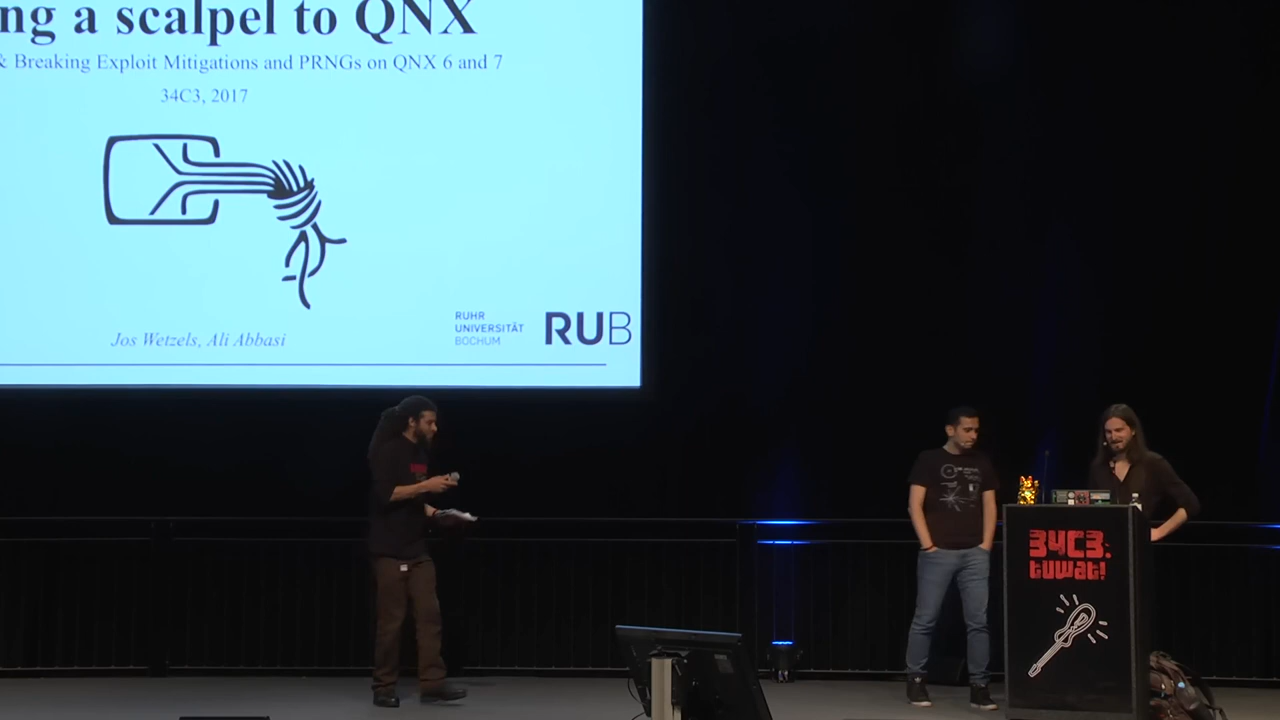 ng a scalpel to QNX
& Breaking Exploit Mitigations and PRNGs on QNX 6 and 7
34C3, 2017
Jos Wetzels, Ali Abbasi
RUHR
UNIVERSITÄT
BOCHUM
RUB
34C3.
tuwat!